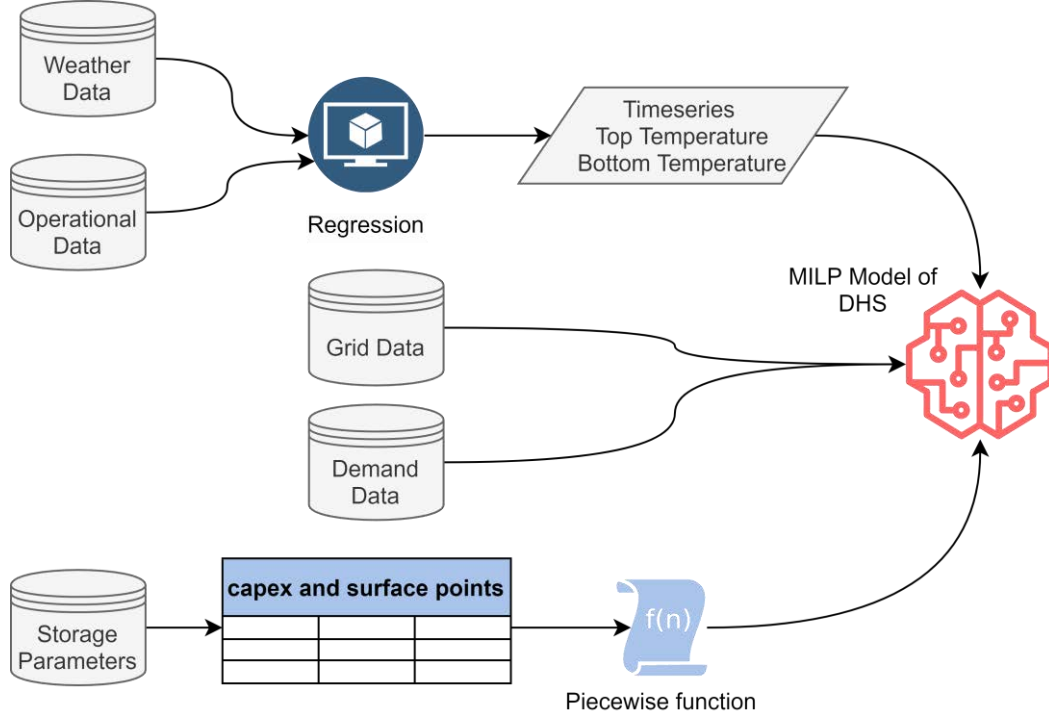 Weather
Data
Operational
Data
Regression
Timeseries
Top Temperature
Bottom Temperature
MILP Model of
DHS
Grid Data
Demand
Data
Storage
Parameters
capex and surface points
f(n)
Piecewise function